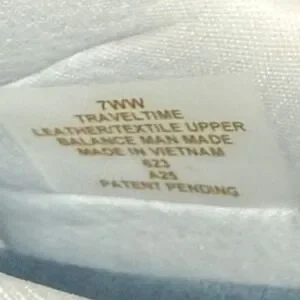 7WW
TRAVELTIME
LEATHER/TEXTILE UPPER
BALANCE MAN MADE
MADE IN VIETNAM
623
A25
PATENT PENDING